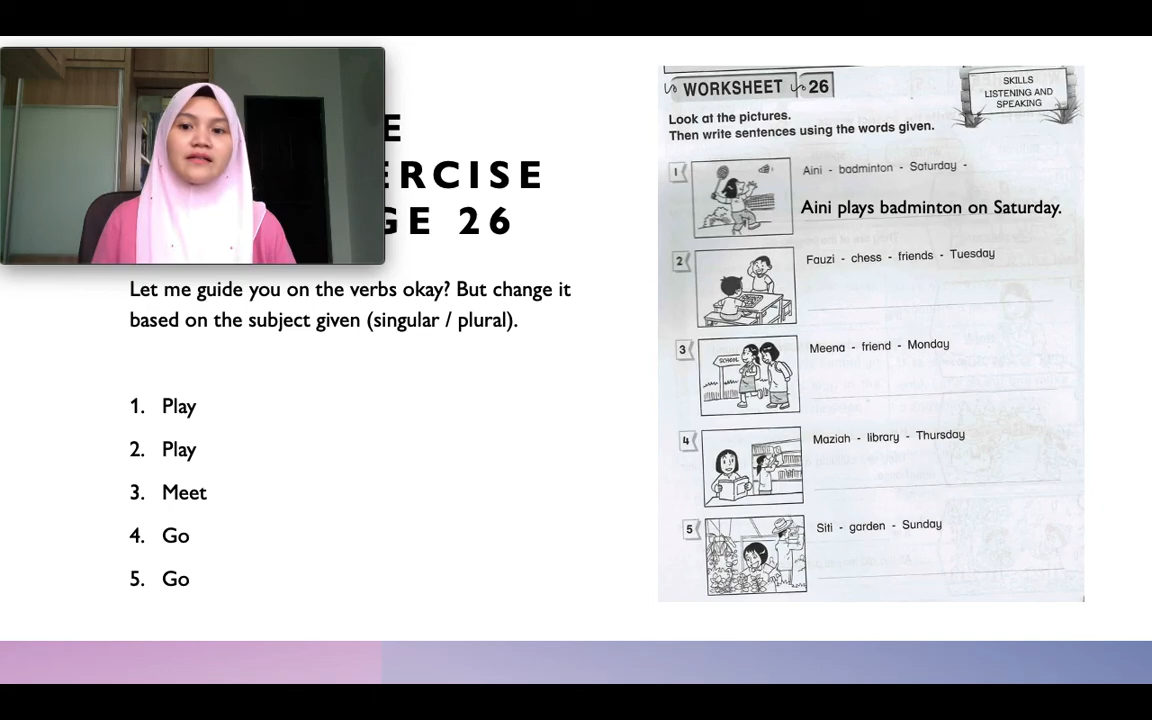 E
ERCISE
GE 26
Let me guide you on the verbs okay? But change it
based on the subject given (singular / plural).
1. Play
2. Play
3. Meet
4. Go
5. Go
WORKSHEET 26
SKILLS
LISTENING AND
SPEAKING
Look at the pictures.
Then write sentences using the words given.
1 Aini - badminton - Saturday -
Aini plays badminton on Saturday.
2 Fauzi - chess - friends - Tuesday
3 Meena - friend - Monday
SCHOOL
4 Maziah - library - Thursday
5 Siti - garden - Sunday